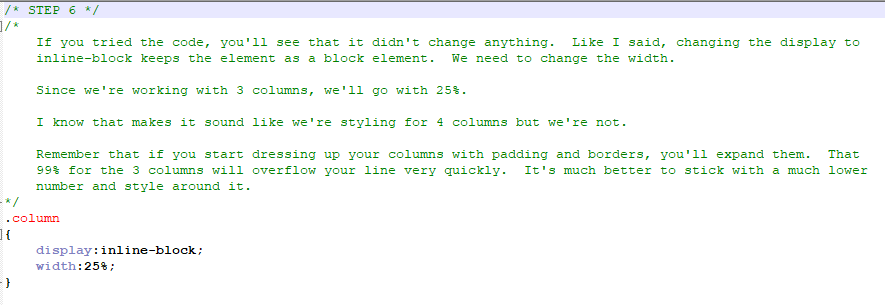 /* STEP 6 */
/*
If you tried the code, you'll see that it didn't change anything.  Like I said, changing the display to
inline-block keeps the element as a block element.  We need to change the width.
Since we're working with 3 columns, we'll go with 25%.
I know that makes it sound like we're styling for 4 columns but we're not.
Remember that if you start dressing up your columns with padding and borders, you'll expand them.  That
99% for the 3 columns will overflow your line very quickly.  It's much better to stick with a much lower
number and style around it.
*/
.column
{
display:inline-block;
width:25%;
}